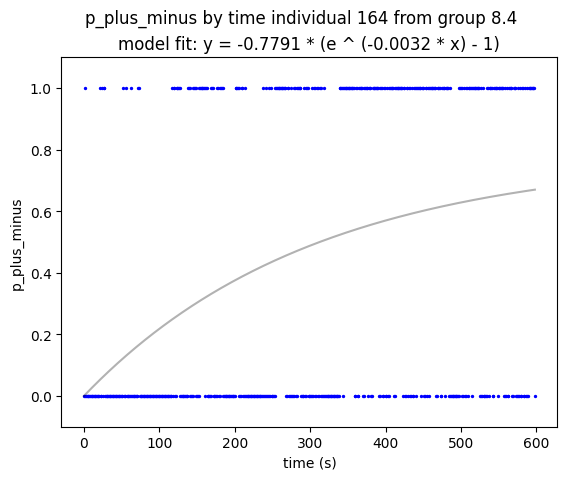 p_plus_minus by time individual 164 from group 8.4
model fit: y = -0.7791 * (e ^ (-0.0032 * x) - 1)
1.0
0.8
0.6
0.4
0.2
0.0
p_plus_minus
0 100 200 300 400 500 600
time (s)